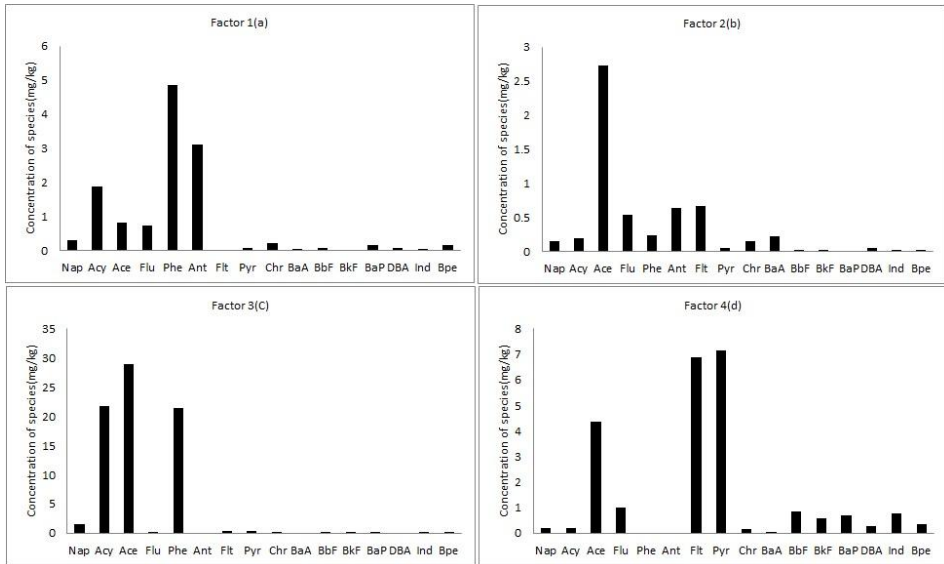 Factor 1(a)
Concentration of species(mg/kg)
6
5
4
3
2
1
0
Nap Acy Ace Flu Phe Ant Flt Pyr Chr BaA BbF BkF BaP DBA Ind Bpe
Factor 2(b)
Concentration of species(mg/kg)
3
2.5
2
1.5
1
0.5
0
Nap Acy Ace Flu Phe Ant Flt Pyr Chr BaA BbF BkF BaP DBA Ind Bpe
Factor 3(C)
Concentration of species(mg/kg)
35
30
25
20
15
10
5
0
Nap Acy Ace Flu Phe Ant Flt Pyr Chr BaA BbF BkF BaP DBA Ind Bpe
Factor 4(d)
Concentration of species(mg/kg)
8
7
6
5
4
3
2
1
0
Nap Acy Ace Flu Phe Ant Flt Pyr Chr BaA BbF BkF BaP DBA Ind Bpe